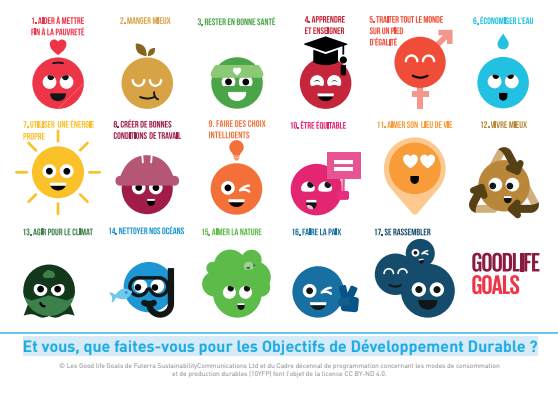 1. AIDER À METTRE
FIN À LA PAUVRETÉ
2. MANGER MIEUX
3. RESTER EN BONNE SANTÉ
4. APPRENDRE
ET ENSEIGNER
5. TRAITER TOUT LE MONDE
SUR UN PIED
D'ÉGALITÉ
6. ÉCONOMISER L'EAU
7. UTILISER UNE ÉNERGIE
PROPRE
8. CRÉER DE BONNES
CONDITIONS DE TRAVAIL
9. FAIRE DES CHOIX
INTELLIGENTS
10. ÊTRE ÉQUITABLE
11. AIMER SON LIEU DE VIE
12. VIVRE MIEUX
13. AGIR POUR LE CLIMAT
14. NETTOYER NOS OCÉANS
15. AIMER LA NATURE
16. FAIRE LA PAIX
17. SE RASSEMBLER
GOODLIFE
GOALS
Et vous, que faites-vous pour les Objectifs de Développement Durable ?
© Les Good life Goals de Futerra SustainabilityCommunications Ltd et du Cadre décennal de programmation concernant les modes de consommation
et de production durables (10YFP) font l'objet de la licence CC BY-ND 4.0.